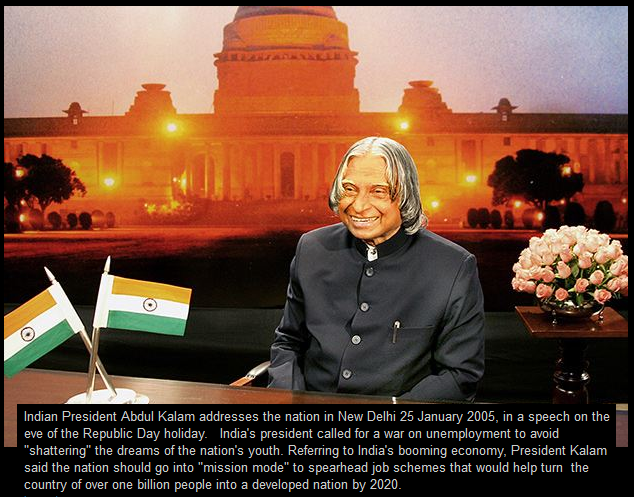 Indian President Abdul Kalam addresses the nation in New Delhi 25 January 2005, in a speech on the
eve of the Republic Day holiday.   India's president called for a war on unemployment to avoid
"shattering" the dreams of the nation's youth. Referring to India's booming economy, President Kalam
said the nation should go into "mission mode" to spearhead job schemes that would help turn  the
country of over one billion people into a developed nation by 2020.